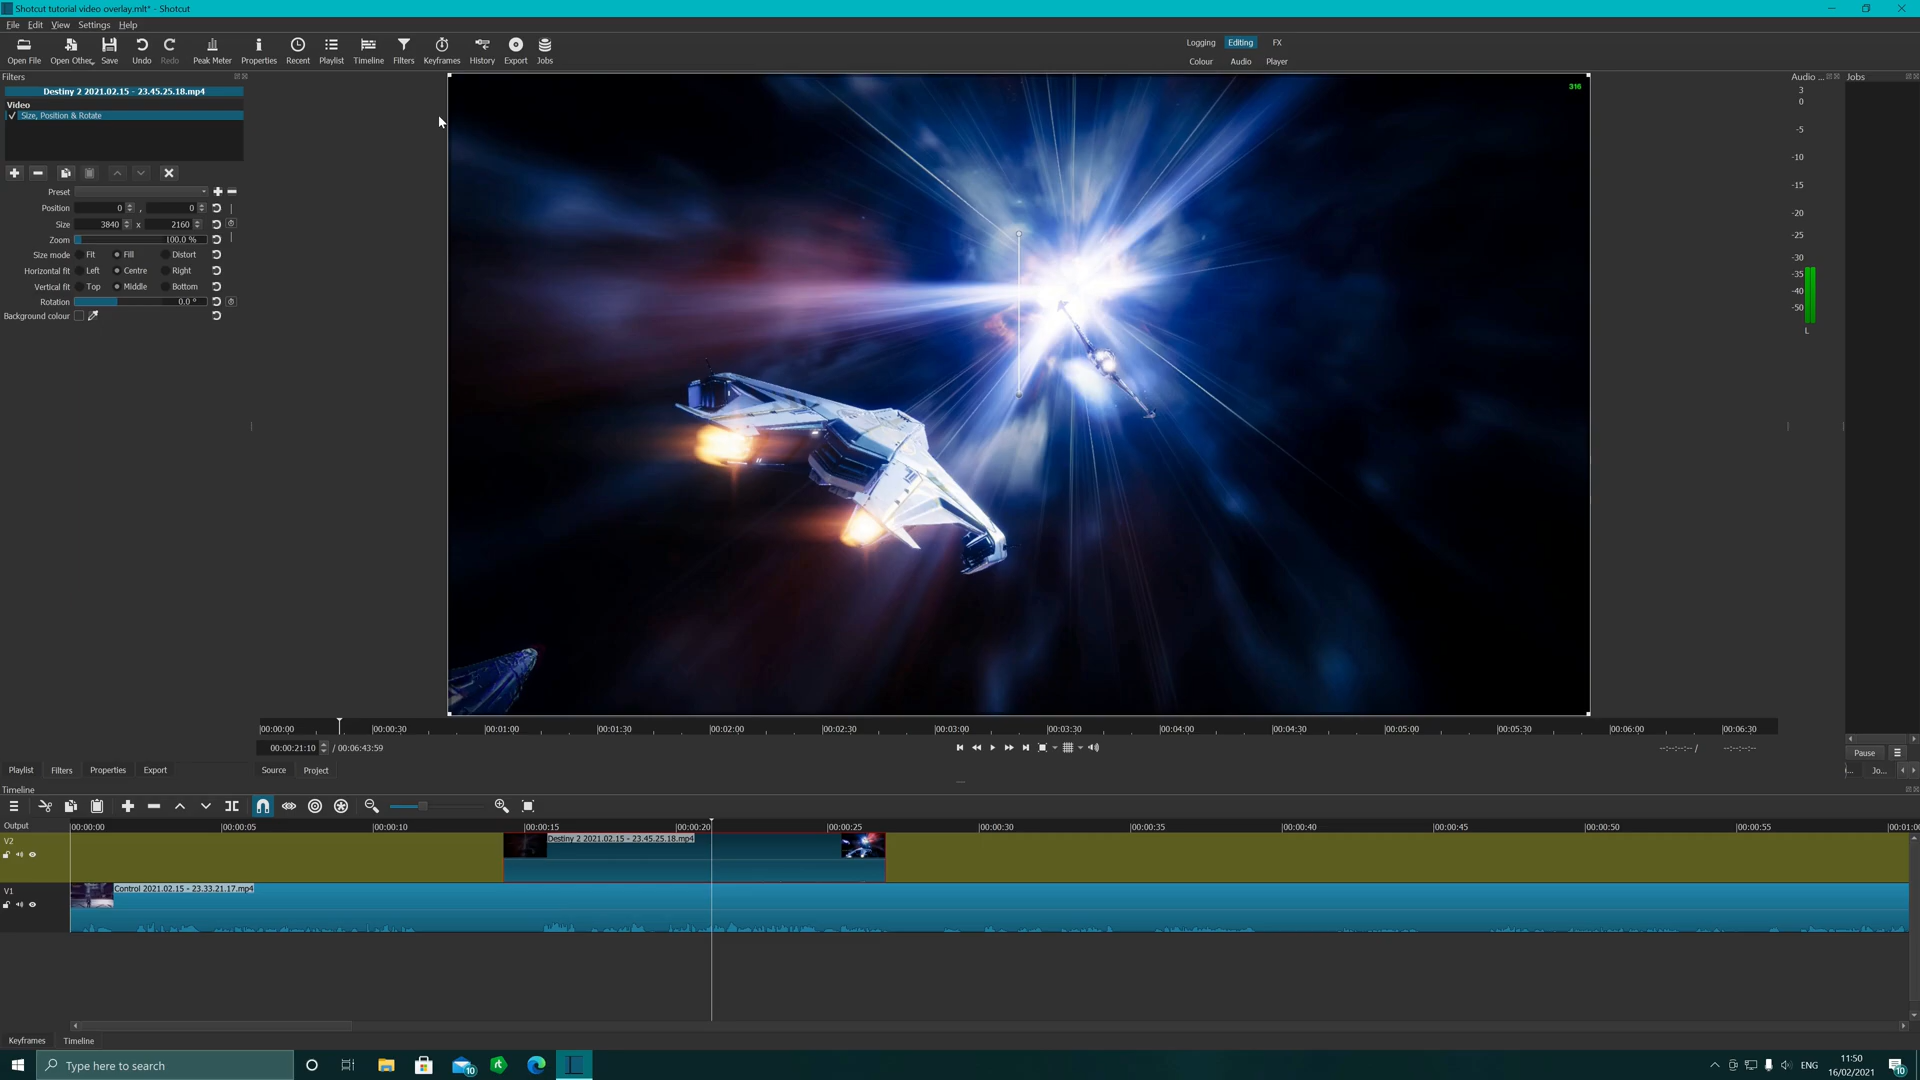 Shotcut tutorial video overlay.mlt* - Shotcut
File Edit View Settings Help
Open File Open Other... Save Undo Redo Peak Meter Properties Recent Playlist Timeline Filters Keyframes History Export Jobs
Logging Editing FX
Colour Audio Player
Filters
Audio ...
Jobs
Destiny 2 2021.02.15 - 23.45.25.18.mp4
Video
Size, Position & Rotate
Preset
Position 0 , 0
Size 3840 x 2160
Zoom 100.0 %
Size mode Fit Fill Distort
Horizontal fit Left Centre Right
Vertical fit Top Middle Bottom
Rotation 0.0 °
Background colour
316
3
0
-5
-10
-15
-20
-25
-30
-35
-40
-50
L
00:00:00 00:00:30 00:01:00 00:01:30 00:02:00 00:02:30 00:03:00 00:03:30 00:04:00 00:04:30 00:05:00 00:05:30 00:06:00 00:06:30
00:00:21:10 / 00:06:43:59
--:--:--:-- / --:--:--:--
Pause
Playlist Filters Properties Export
Source Project
... Jo...
Timeline
Output
00:00:00 00:00:05 00:00:10 00:00:15 00:00:20 00:00:25 00:00:30 00:00:35 00:00:40 00:00:45 00:00:50 00:00:55 00:01:0
V2
Destiny 2 2021.02.15 - 23.45.25.18.mp4
V1
Control 2021.02.15 - 23.33.21.17.mp4
Keyframes Timeline
Type here to search
10
rt
ENG
11:50
16/02/2021
10